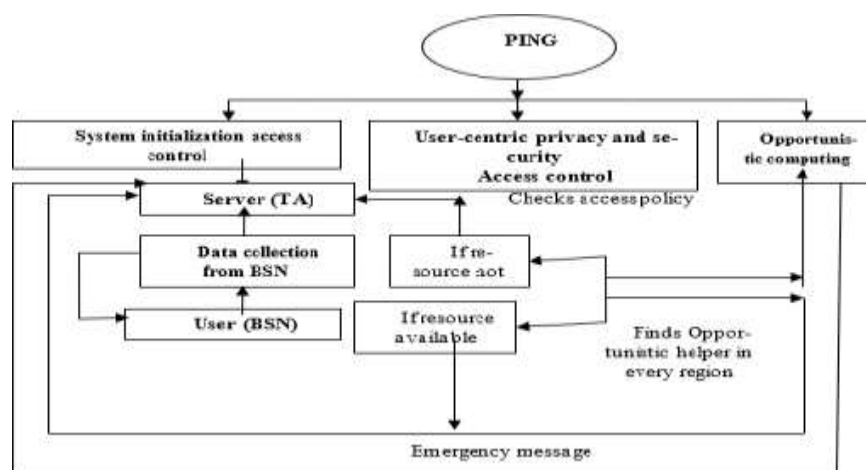 PING
System initialization access
control
User-centric privacy and se-
curity
Access control
Opportunis-
tic computing
Server (TA)
Checks accesspolicy
Data collection
from BSN
If re-
source not
User (BSN)
If resource
available
Finds Oppor-
tunistic helper in
every region
Emergency message